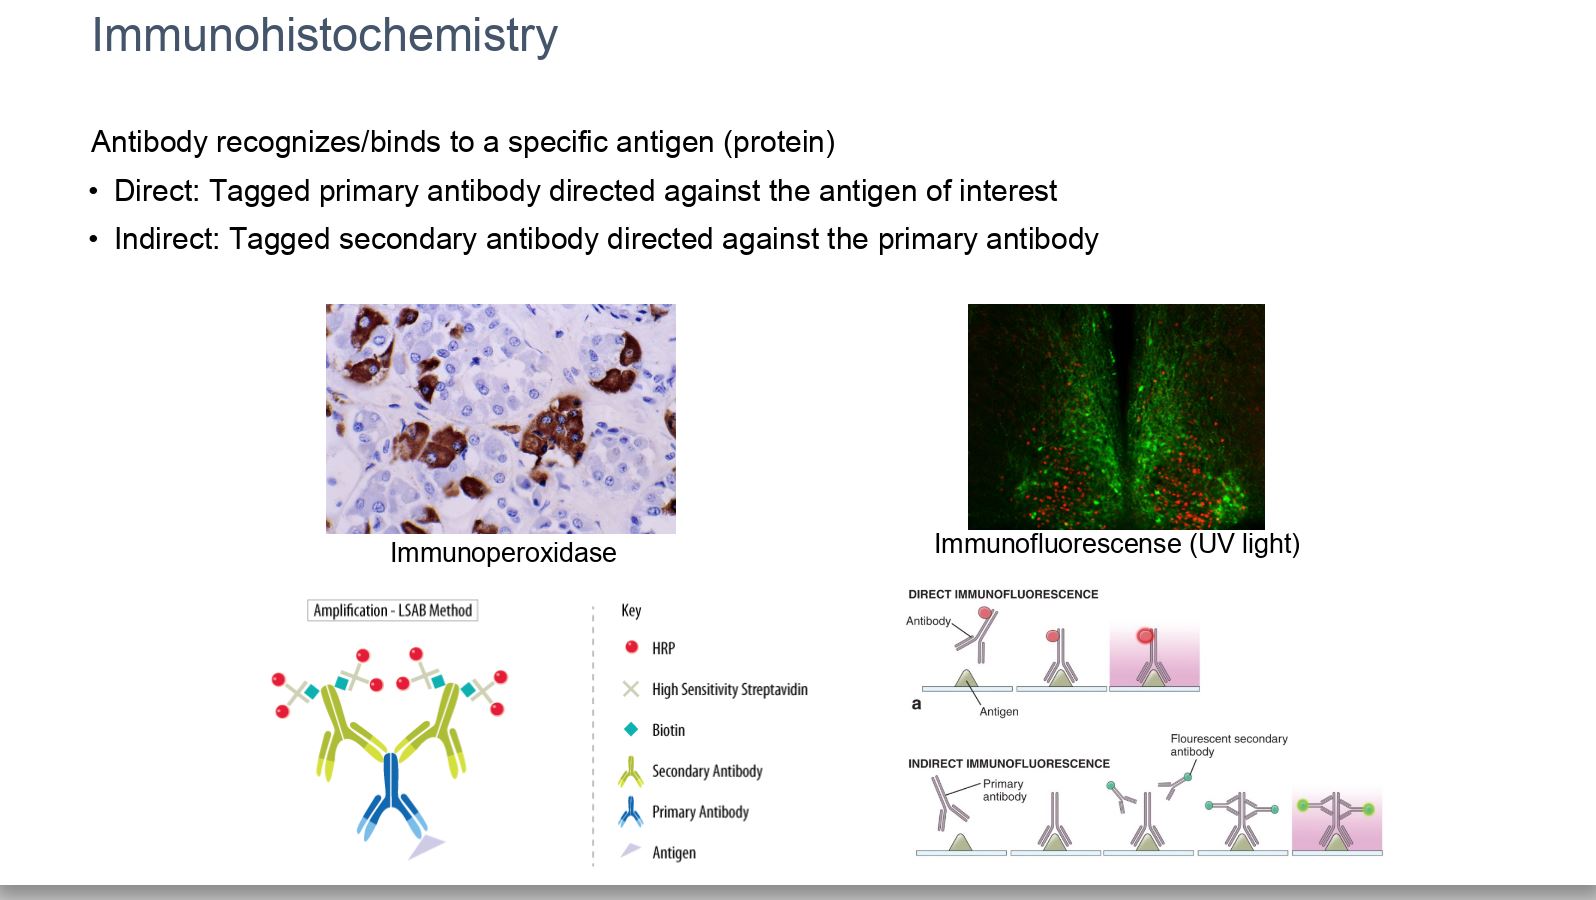 Immunohistochemistry
Antibody recognizes/binds to a specific antigen (protein)
• Direct: Tagged primary antibody directed against the antigen of interest
• Indirect: Tagged secondary antibody directed against the primary antibody
Immunoperoxidase
Immunofluorescense (UV light)
Amplification - LSAB Method
Key
HRP
High Sensitivity Streptavidin
Biotin
Secondary Antibody
Primary Antibody
Antigen
DIRECT IMMUNOFLUORESCENCE
Antibody
a
Antigen
Flourescent secondary
antibody
INDIRECT IMMUNOFLUORESCENCE
Primary
antibody